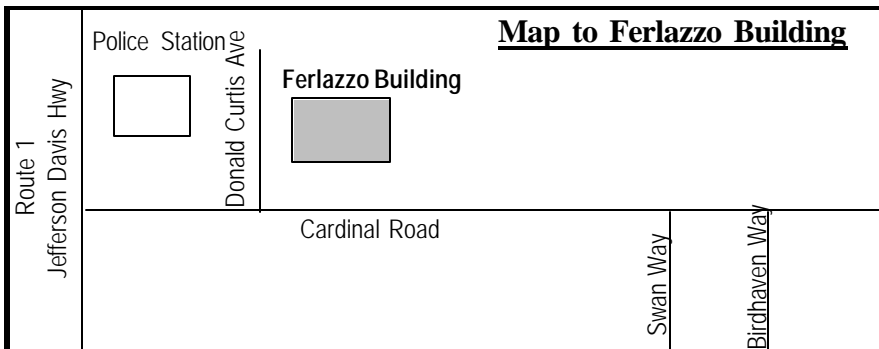 Map to Ferlazzo Building
Police Station
Donald Curtis Ave
Ferlazzo Building
Route 1
Jefferson Davis Hwy
Cardinal Road
Swan Way
Birdhaven Way